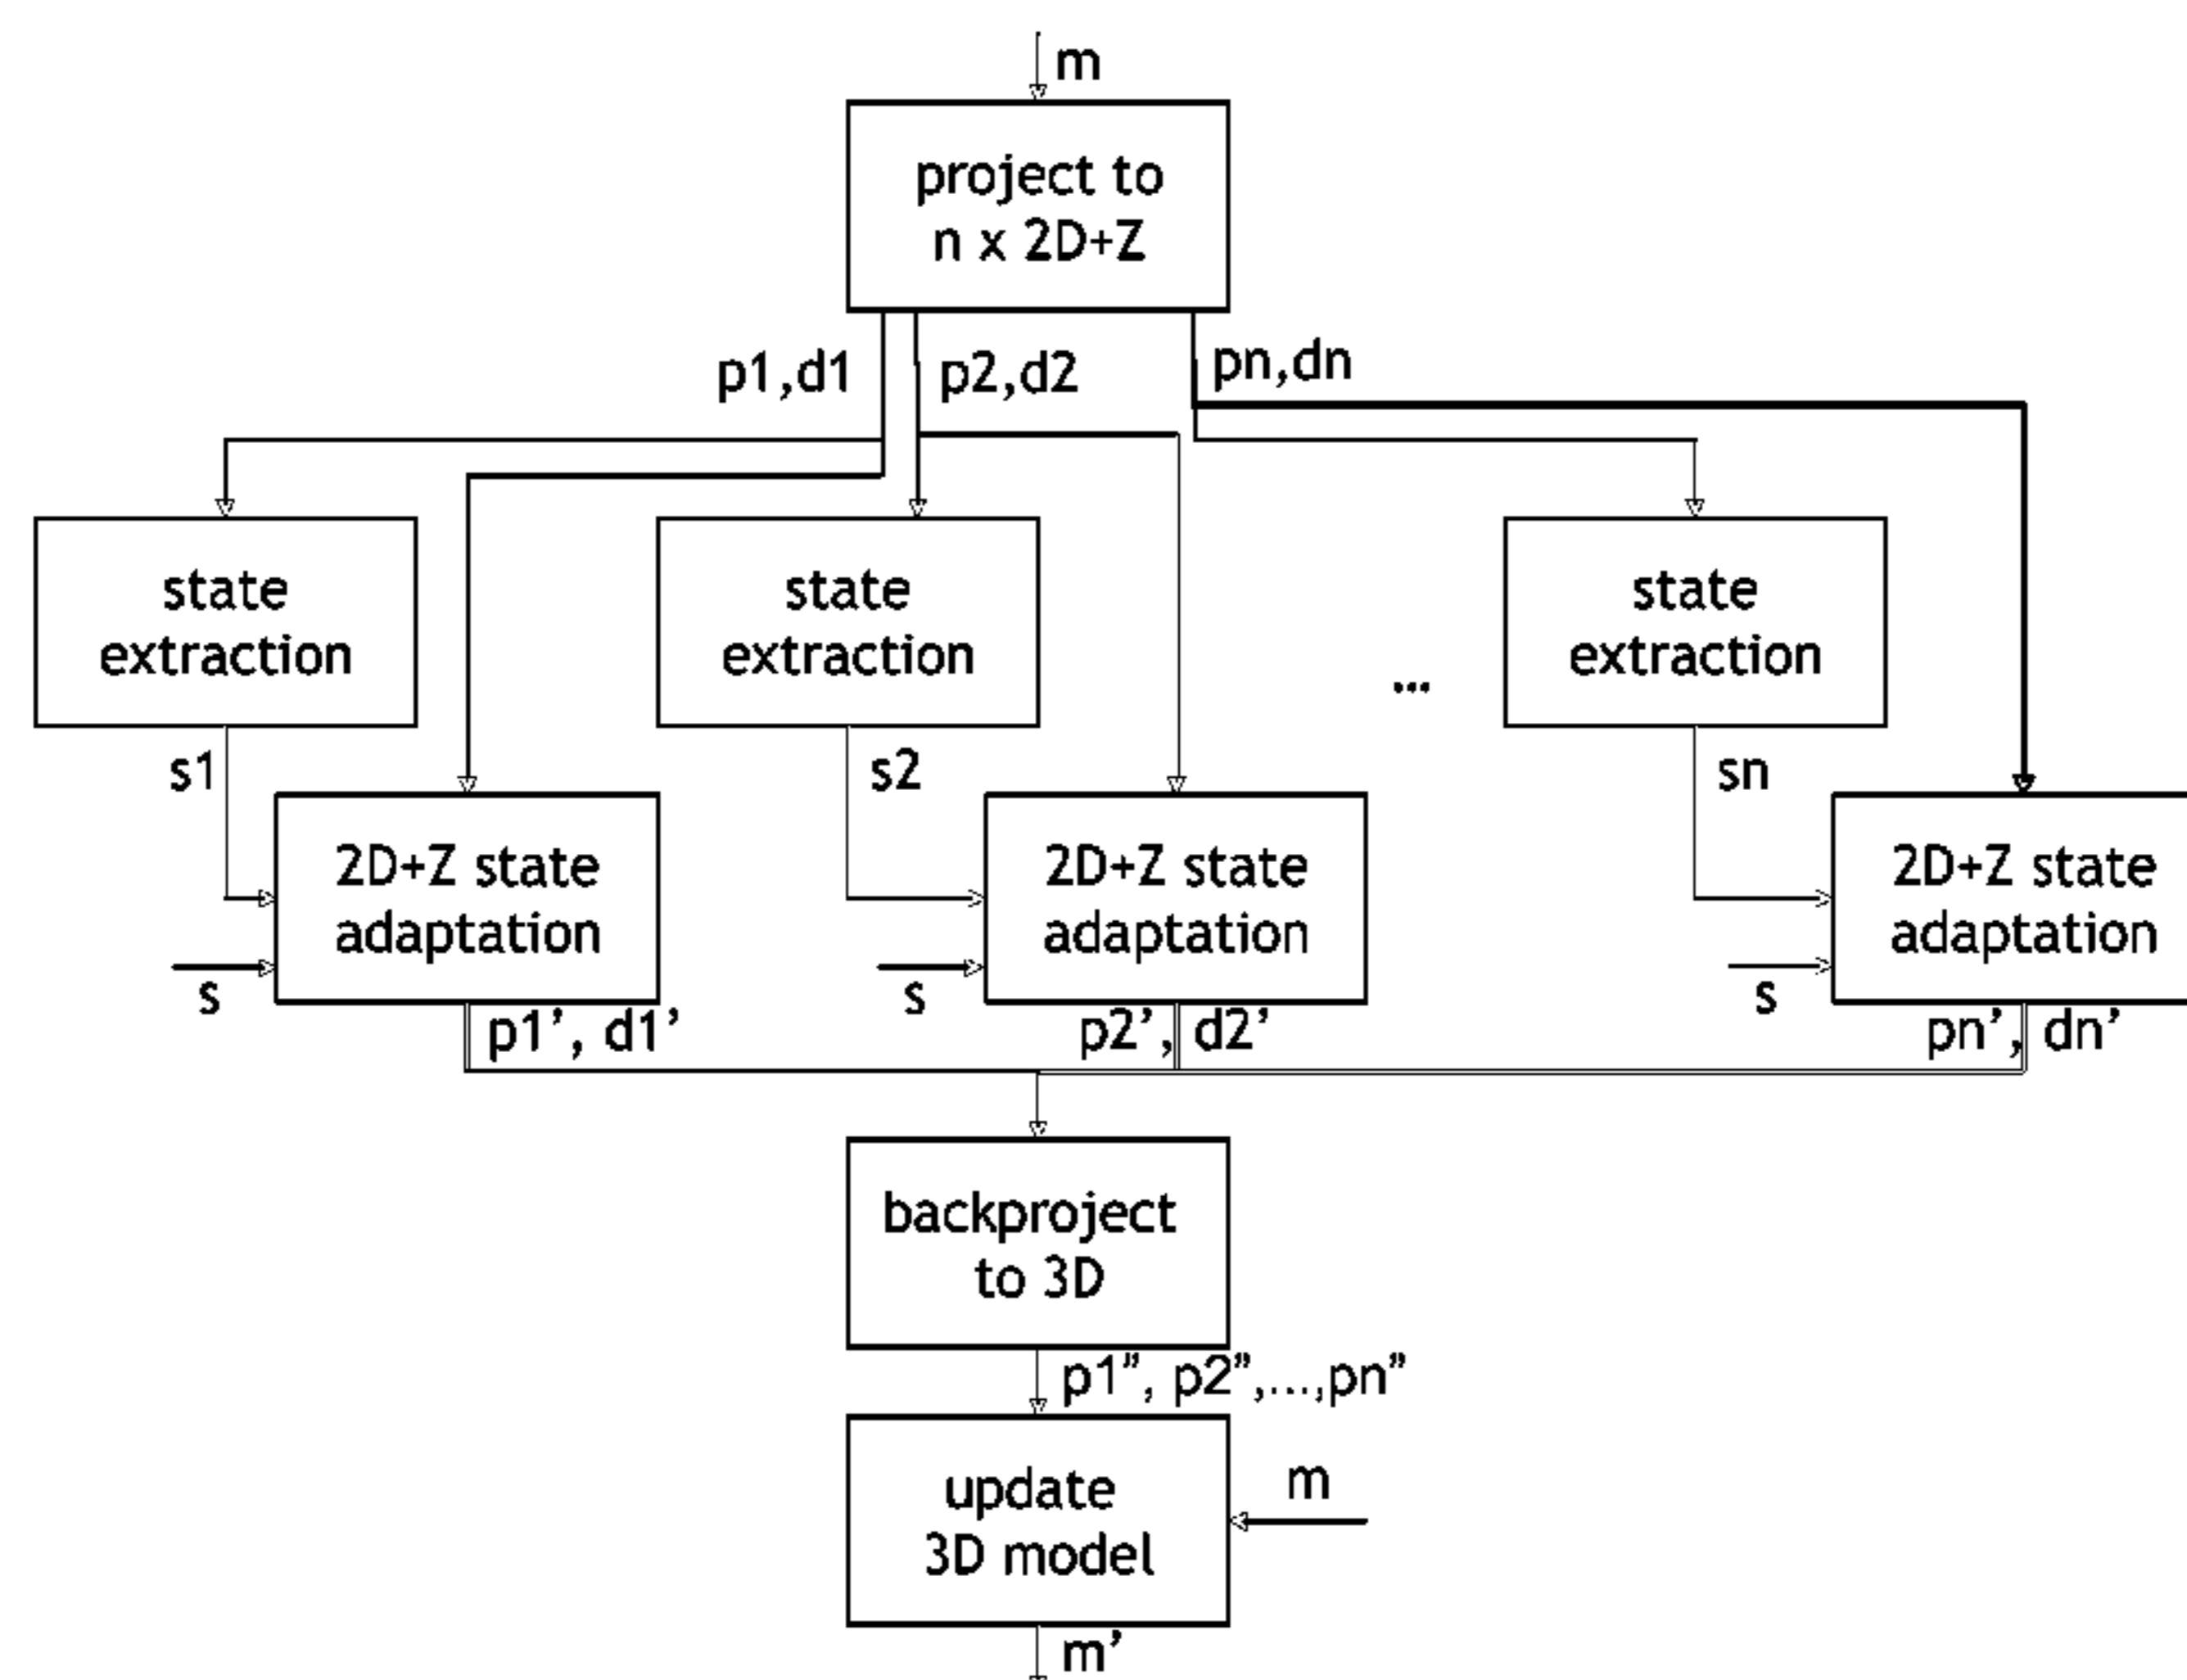 m
project to
n x 2D+Z
p1,d1
p2,d2
pn,dn
state
extraction
state
extraction
...
state
extraction
s1
s2
sn
2D+Z state
adaptation
2D+Z state
adaptation
2D+Z state
adaptation
s
s
s
p1’, d1’
p2’, d2’
pn’, dn’
backproject
to 3D
p1”, p2”,...,pn”
update
3D model
m
m’